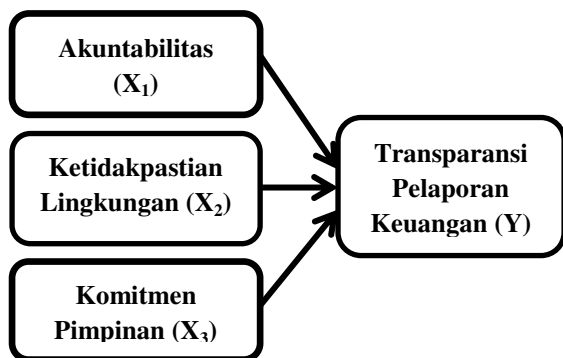 Akuntabilitas
(X₁)
Ketidakpastian
Lingkungan (X₂)
Komitmen
Pimpinan (X₃)
Transparansi
Pelaporan
Keuangan (Y)